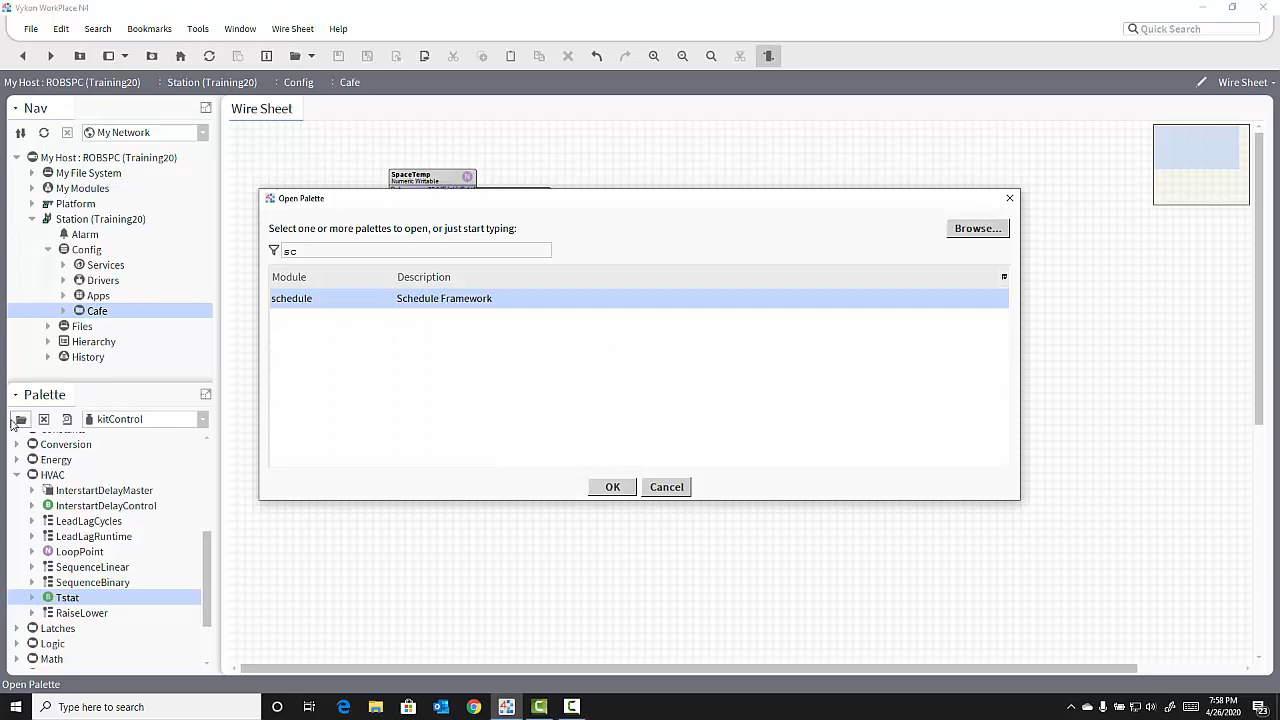 Vykon WorkPlace N4
File Edit Search Bookmarks Tools Window Wire Sheet Help
Quick Search
My Host : ROBSPC (Training20) : Station (Training20) : Config : Cafe
Wire Sheet
Nav
Wire Sheet
My Network
My Host : ROBSPC (Training20)
My File System
My Modules
Platform
Station (Training20)
Alarm
Config
Services
Drivers
Apps
Cafe
Files
Hierarchy
History
SpaceTemp
Numeric Writable
Open Palette
Select one or more palettes to open, or just start typing:
Browse...
sc
Module Description
schedule Schedule Framework
OK Cancel
Palette
kitControl
Conversion
Energy
HVAC
InterstartDelayMaster
InterstartDelayControl
LeadLagCycles
LeadLagRuntime
LoopPoint
SequenceLinear
SequenceBinary
Tstat
RaiseLower
Latches
Logic
Math
Open Palette
Type here to search
7:58 PM
4/26/2020